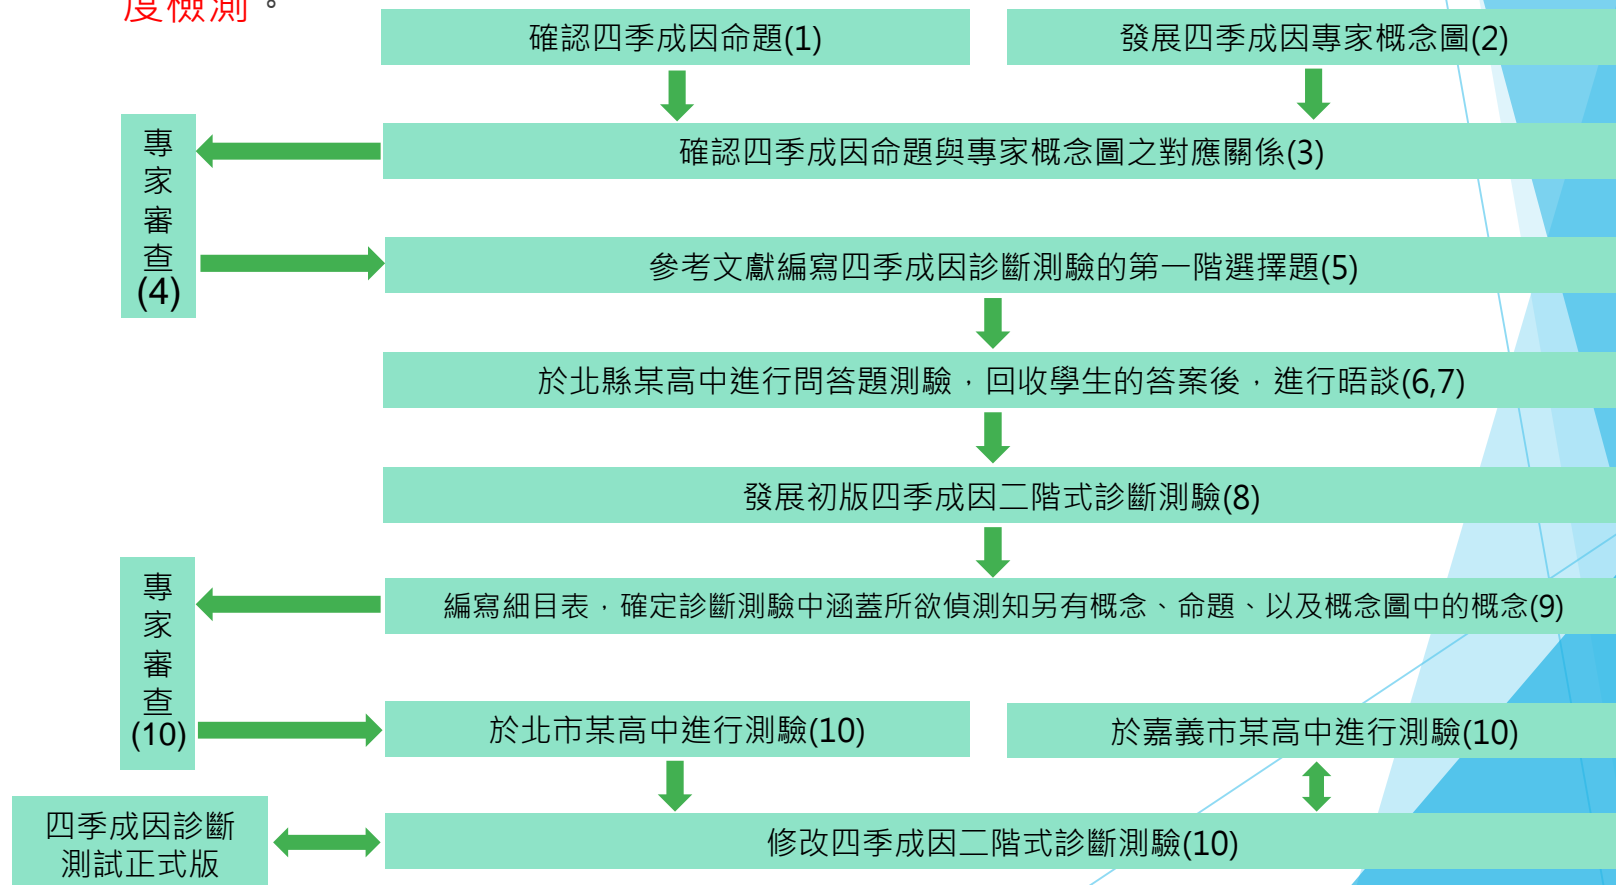 度檢測。
確認四季成因命題(1)
發展四季成因專家概念圖(2)
確認四季成因命題與專家概念圖之對應關係(3)
專
家
審
查
(4)
參考文獻編寫四季成因診斷測驗的第一階選擇題(5)
於北縣某高中進行問答題測驗，回收學生的答案後，進行晤談(6,7)
發展初版四季成因二階式診斷測驗(8)
編寫細目表，確定診斷測驗中涵蓋所欲偵測知另有概念、命題、以及概念圖中的概念(9)
專
家
審
查
(10)
於北市某高中進行測驗(10)
於嘉義市某高中進行測驗(10)
修改四季成因二階式診斷測驗(10)
四季成因診斷
測試正式版